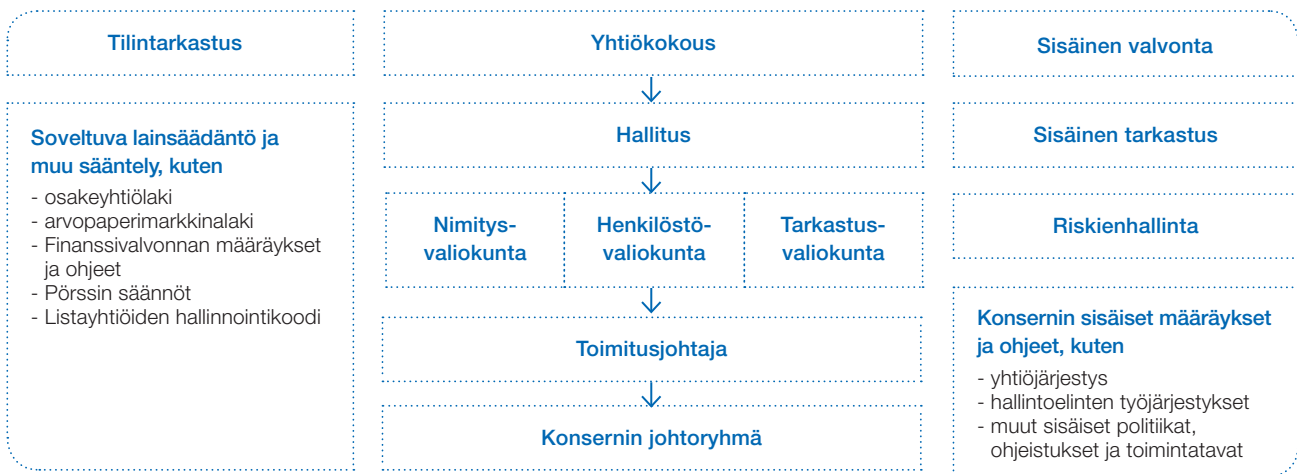 Tilintarkastus
Soveltuva lainsäädäntö ja
muu sääntely, kuten
- osakeyhtiölaki
- arvopaperimarkkinalaki
- Finanssivalvonnan määräykset
ja ohjeet
- Pörssin säännöt
- Listayhtiöiden hallinnointikoodi
Yhtiökokous
Hallitus
Nimitys-
valiokunta
Henkilöstö-
valiokunta
Tarkastus-
valiokunta
Toimitusjohtaja
Konsernin johtoryhmä
Sisäinen valvonta
Sisäinen tarkastus
Riskienhallinta
Konsernin sisäiset määräykset
ja ohjeet, kuten
- yhtiöjärjestys
- hallintoelinten työjärjestykset
- muut sisäiset politiikat,
ohjeistukset ja toimintatavat